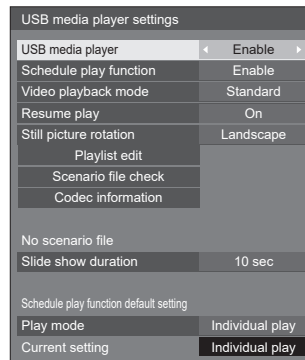 USB media player settings
USB media player Enable
Schedule play function Enable
Video playback mode Standard
Resume play On
Still picture rotation Landscape
Playlist edit
Scenario file check
Codec information
No scenario file
Slide show duration 10 sec
Schedule play function default setting
Play mode Individual play
Current setting Individual play